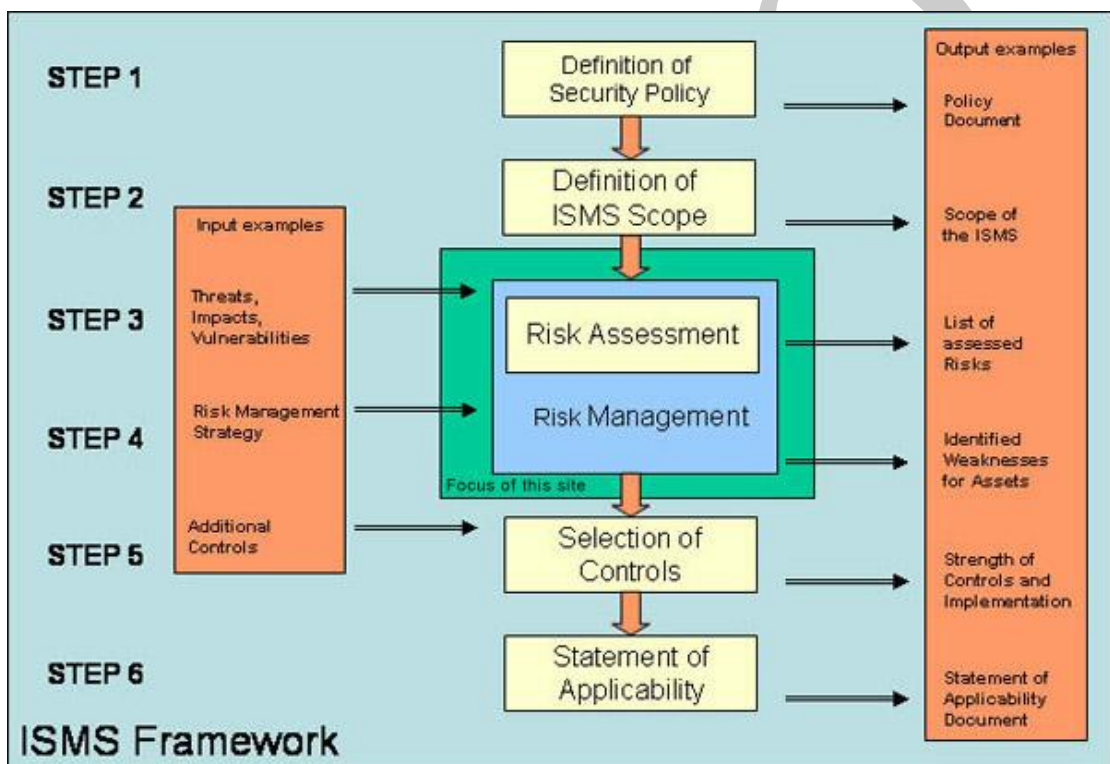 STEP 1
Definition of
Security Policy
STEP 2
Definition of
ISMS Scope
STEP 3
Risk Assessment
STEP 4
Risk Management
Focus of this site
STEP 5
Selection of
Controls
STEP 6
Statement of
Applicability
Input examples
Threats,
Impacts,
Vulnerabilities
Risk Management
Strategy
Additional
Controls
Output examples
Policy
Document
Scope of
the ISMS
List of
assessed
Risks
Identified
Weaknesses
for Assets
Strength of
Controls and
Implementation
Statement of
Applicability
Document
ISMS Framework